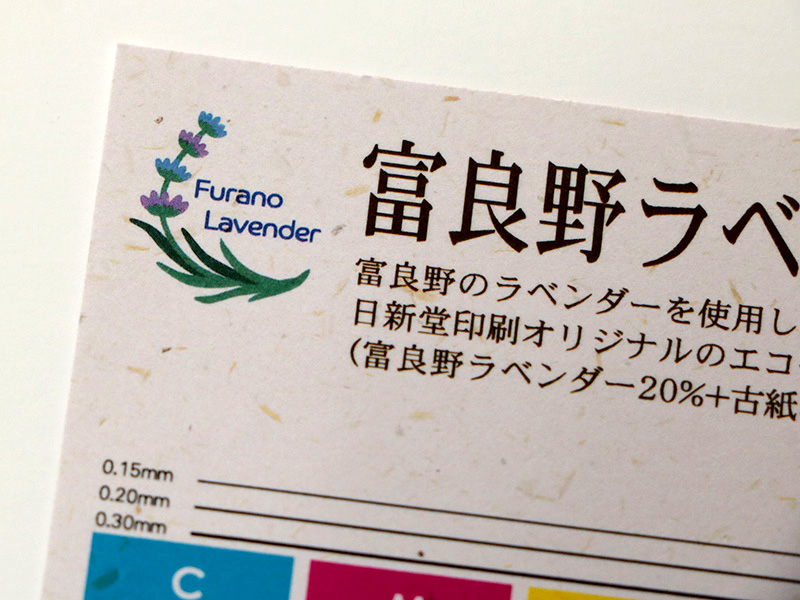 Furano
Lavender
富良野ラベ
富良野のラベンダーを使用し
日新堂印刷オリジナルのエコ
(富良野ラベンダー20%+古紙
0.15mm
0.20mm
0.30mm
C
M